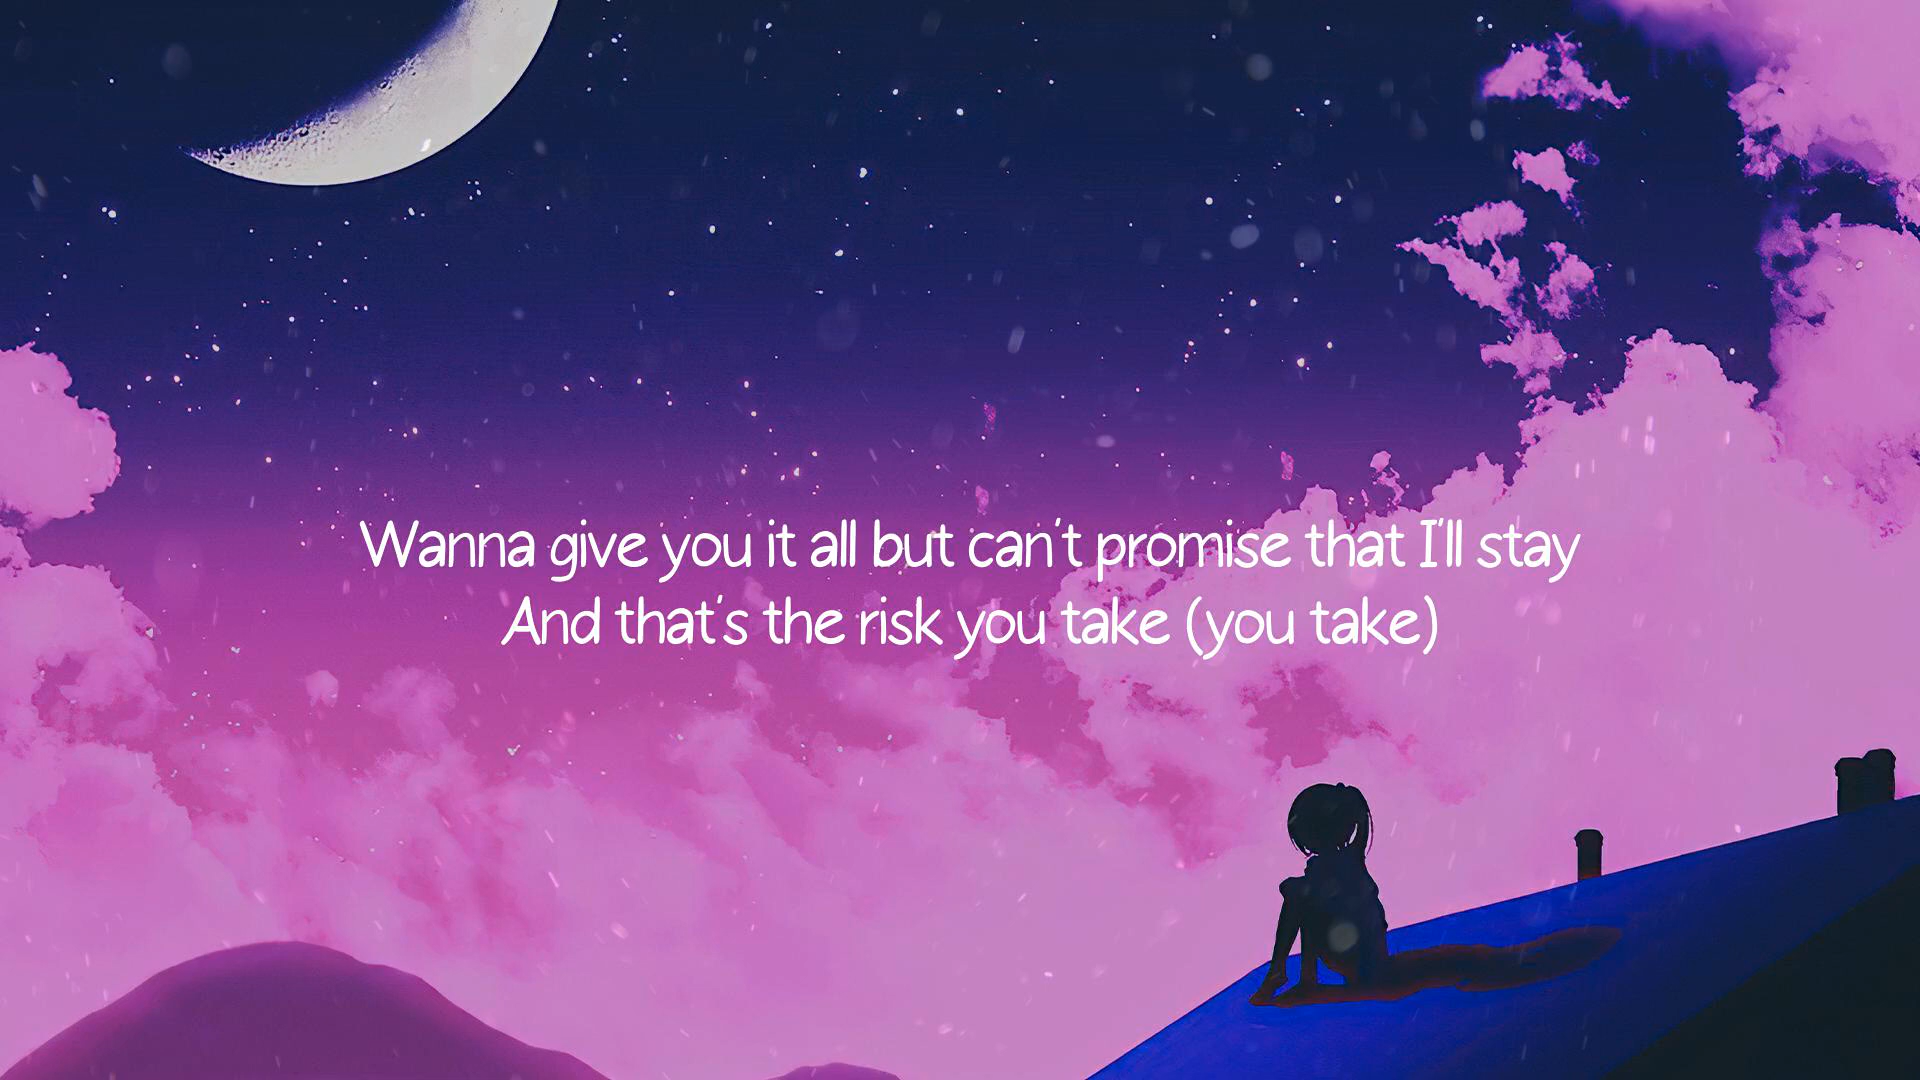 Wanna give you it all but can't promise that I'll stay
And that's the risk you take (you take)